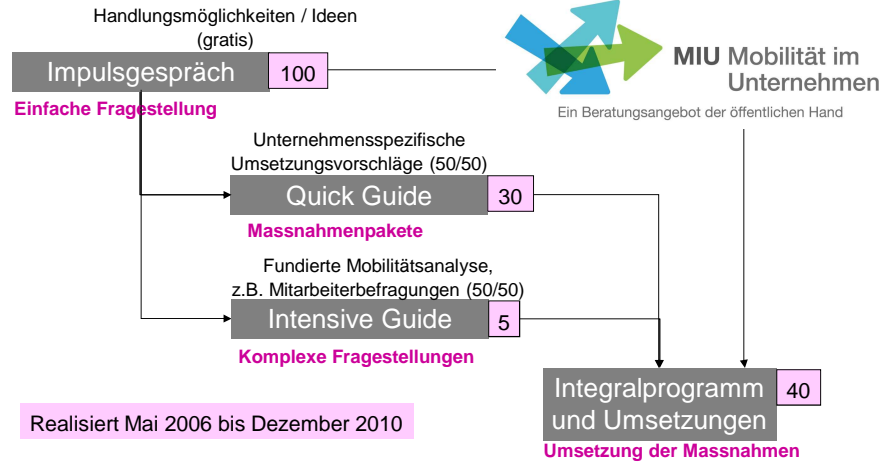 Handlungsmöglichkeiten / Ideen
(gratis)
Impulsgespräch 100
Einfache Fragestellung
MIU Mobilität im
Unternehmen
Ein Beratungsangebot der öffentlichen Hand
Unternehmensspezifische
Umsetzungsvorschläge (50/50)
Quick Guide 30
Massnahmenpakete
Fundierte Mobilitätsanalyse,
z.B. Mitarbeiterbefragungen (50/50)
Intensive Guide 5
Komplexe Fragestellungen
Integralprogramm
und Umsetzungen
40
Umsetzung der Massnahmen
Realisiert Mai 2006 bis Dezember 2010